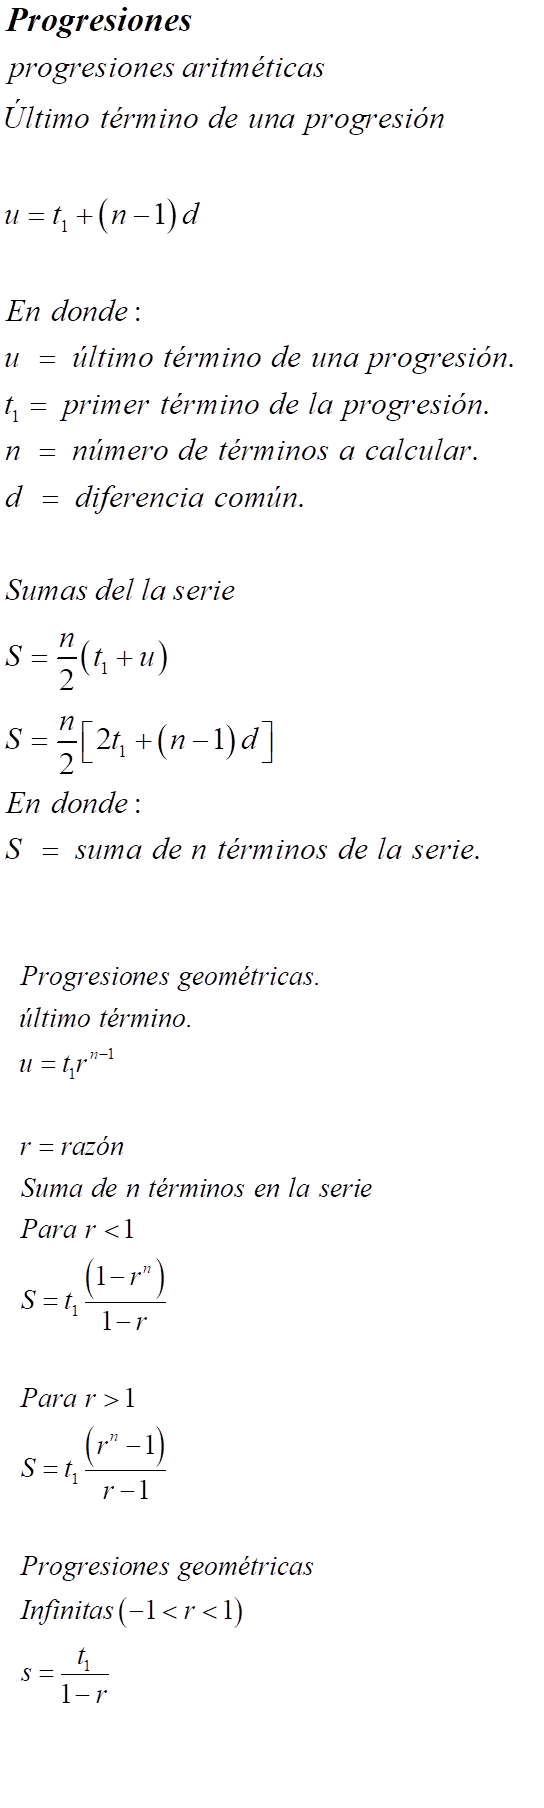 Progresiones
progresiones aritméticas
Último término de una progresión
u = t₁ + (n − 1) d
En donde :
u = último término de una progresión.
t₁ = primer término de la progresión.
n = número de términos a calcular.
d = diferencia común.
Sumas del la serie
S = n/2 (t₁ + u)
S = n/2 [2t₁ + (n − 1) d]
En donde :
S = suma de n términos de la serie.
Progresiones geométricas.
último término.
u = t₁rⁿ⁻¹
r = razón
Suma de n términos en la serie
Para r < 1
S = t₁ (1 − rⁿ)/(1 − r)
Para r > 1
S = t₁ (rⁿ − 1)/(r − 1)
Progresiones geométricas
Infinitas (−1 < r < 1)
s = t₁/(1 − r)